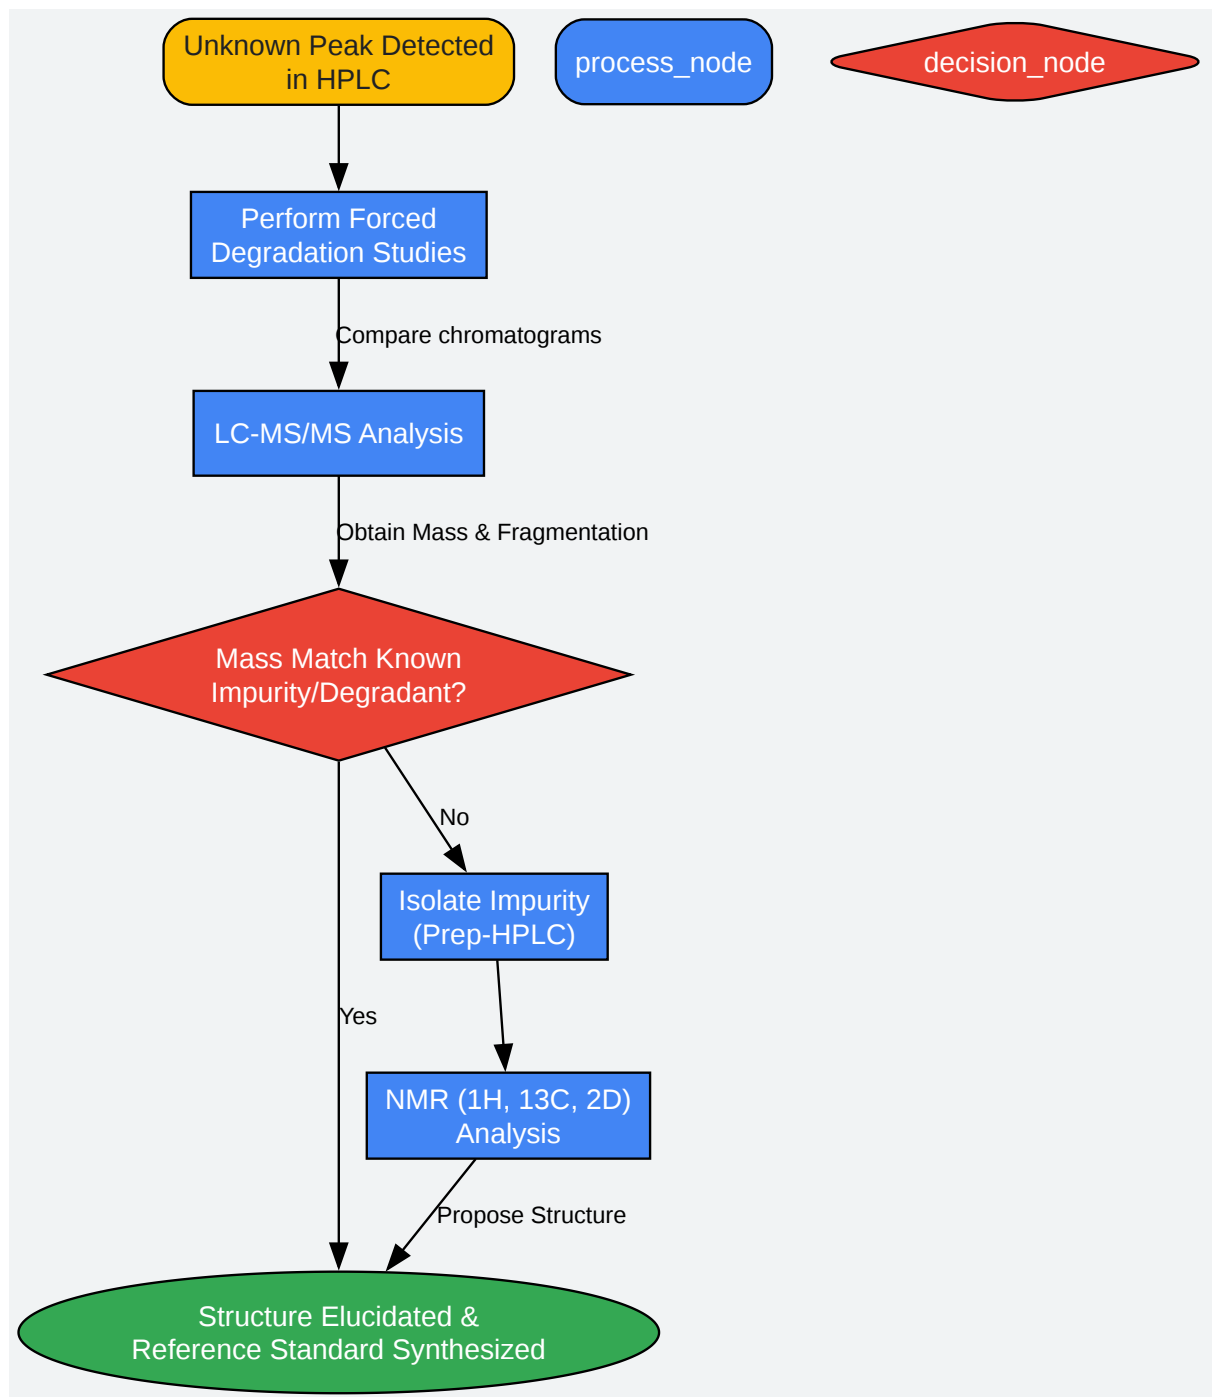 Unknown Peak Detected
in HPLC
process_node
decision_node
Perform Forced
Degradation Studies
Compare chromatograms
LC-MS/MS Analysis
Obtain Mass & Fragmentation
Mass Match Known
Impurity/Degradant?
No
Isolate Impurity
(Prep-HPLC)
Yes
NMR (1H, 13C, 2D)
Analysis
Propose Structure
Structure Elucidated &
Reference Standard Synthesized